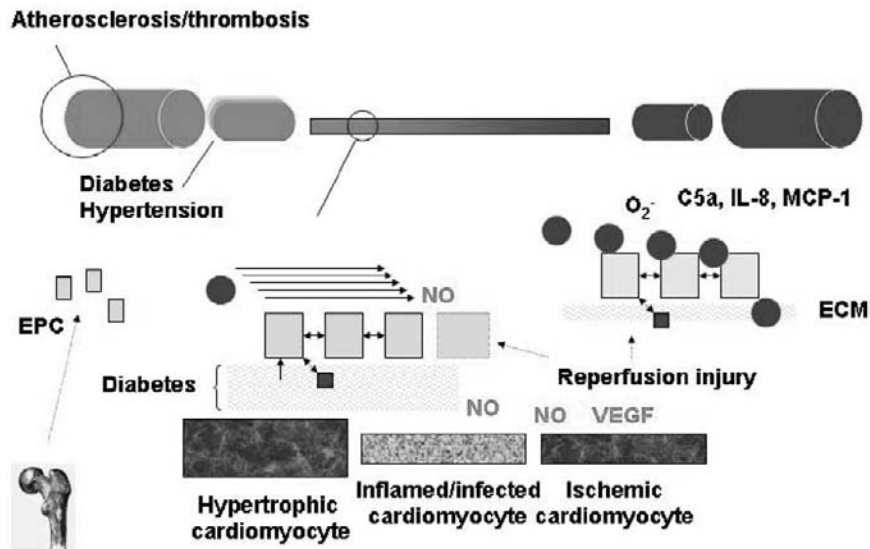 Atherosclerosis/thrombosis
Diabetes
Hypertension
C5a, IL-8, MCP-1
O₂⁻
NO
EPC
ECM
Diabetes
Reperfusion injury
NO
NO
VEGF
Hypertrophic
cardiomyocyte
Inflamed/infected
cardiomyocyte
Ischemic
cardiomyocyte